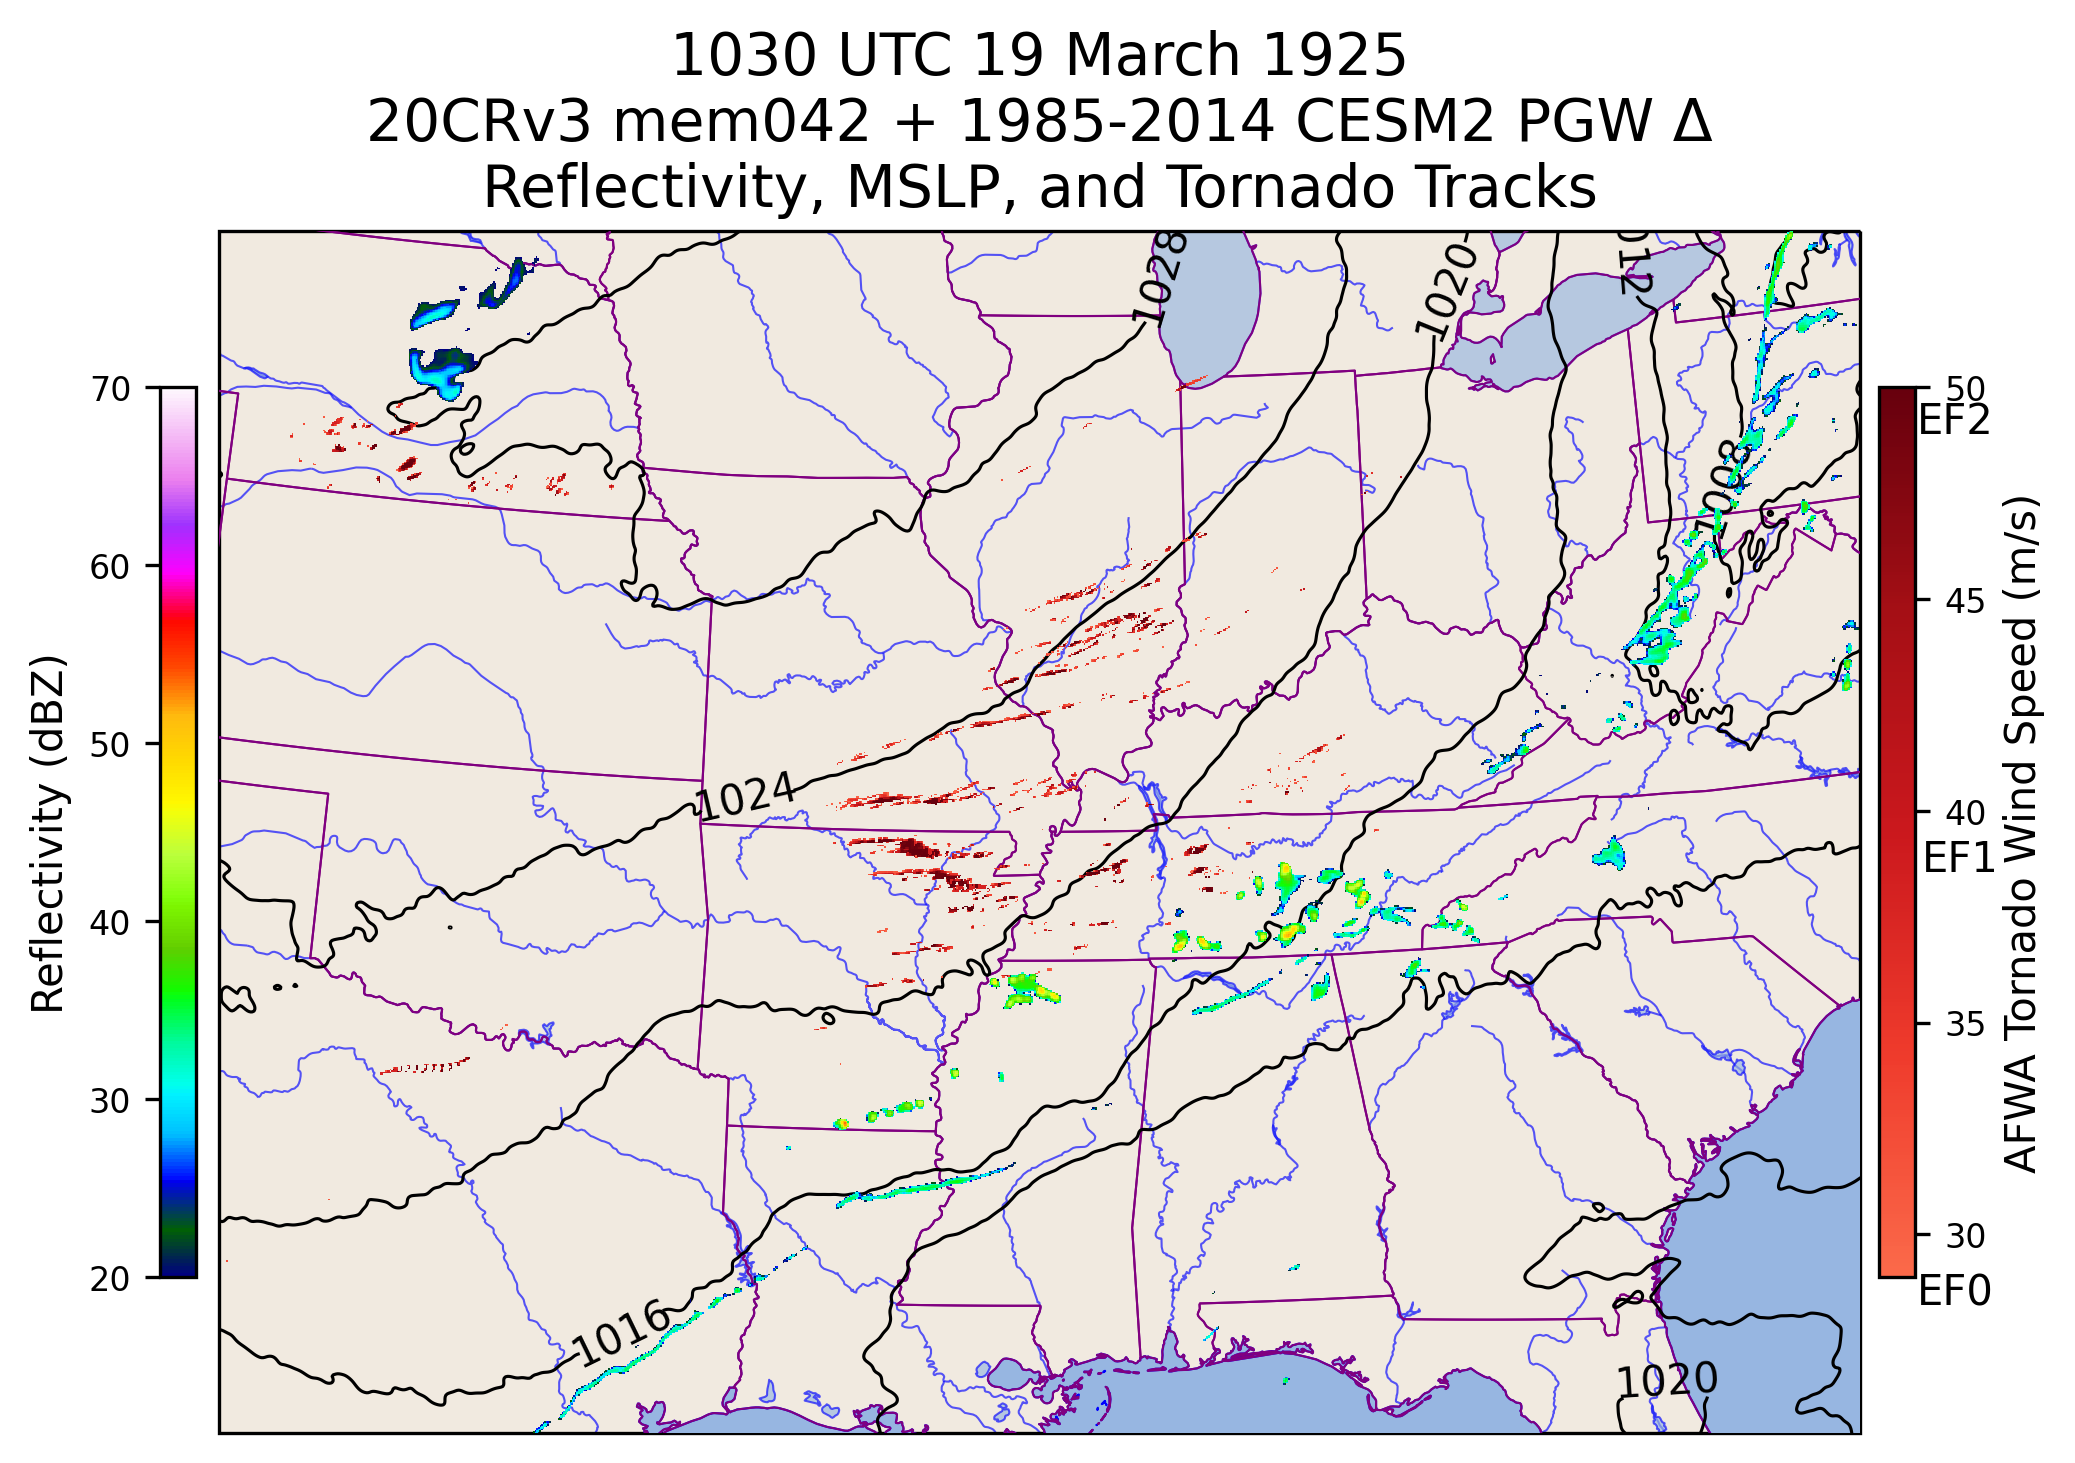 1030 UTC 19 March 1925
20CRv3 mem042 + 1985-2014 CESM2 PGW Δ
Reflectivity, MSLP, and Tornado Tracks
1028
1020
012
1008
1024
1016
1020
70
60
50
40
30
20
Reflectivity (dBZ)
50
EF2
45
40
EF1
35
30
EF0
AFWA Tornado Wind Speed (m/s)